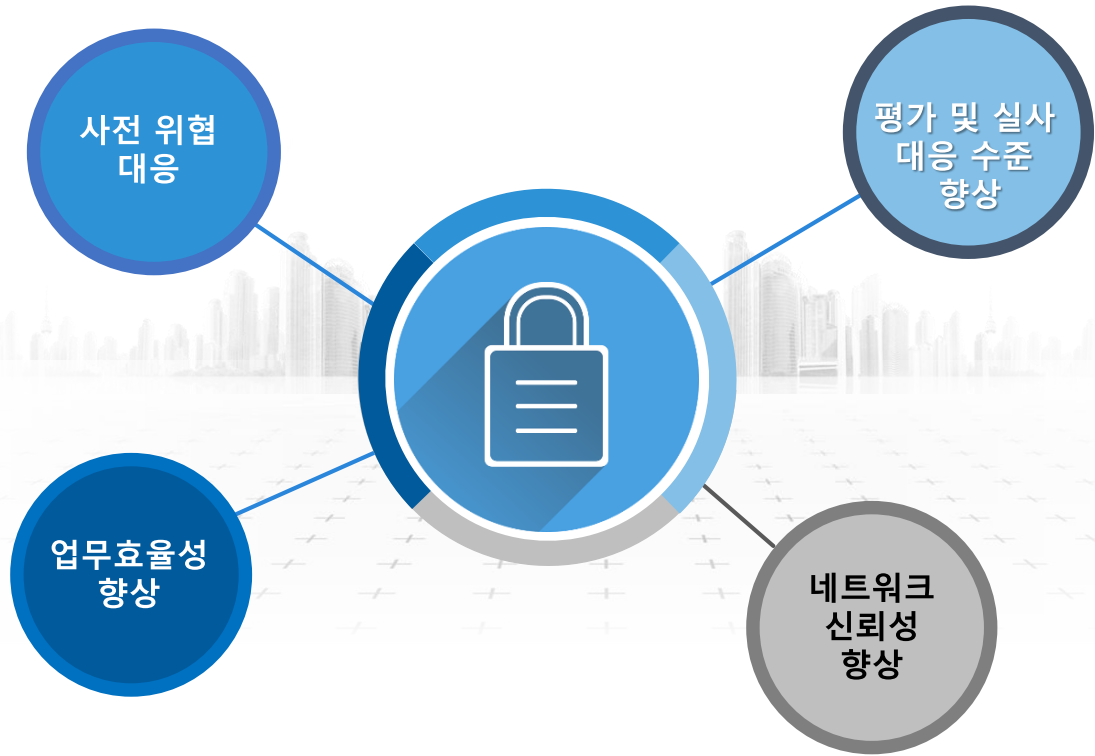 사전 위협
대응
평가 및 실사
대응 수준
향상
업무효율성
향상
네트워크
신뢰성
향상